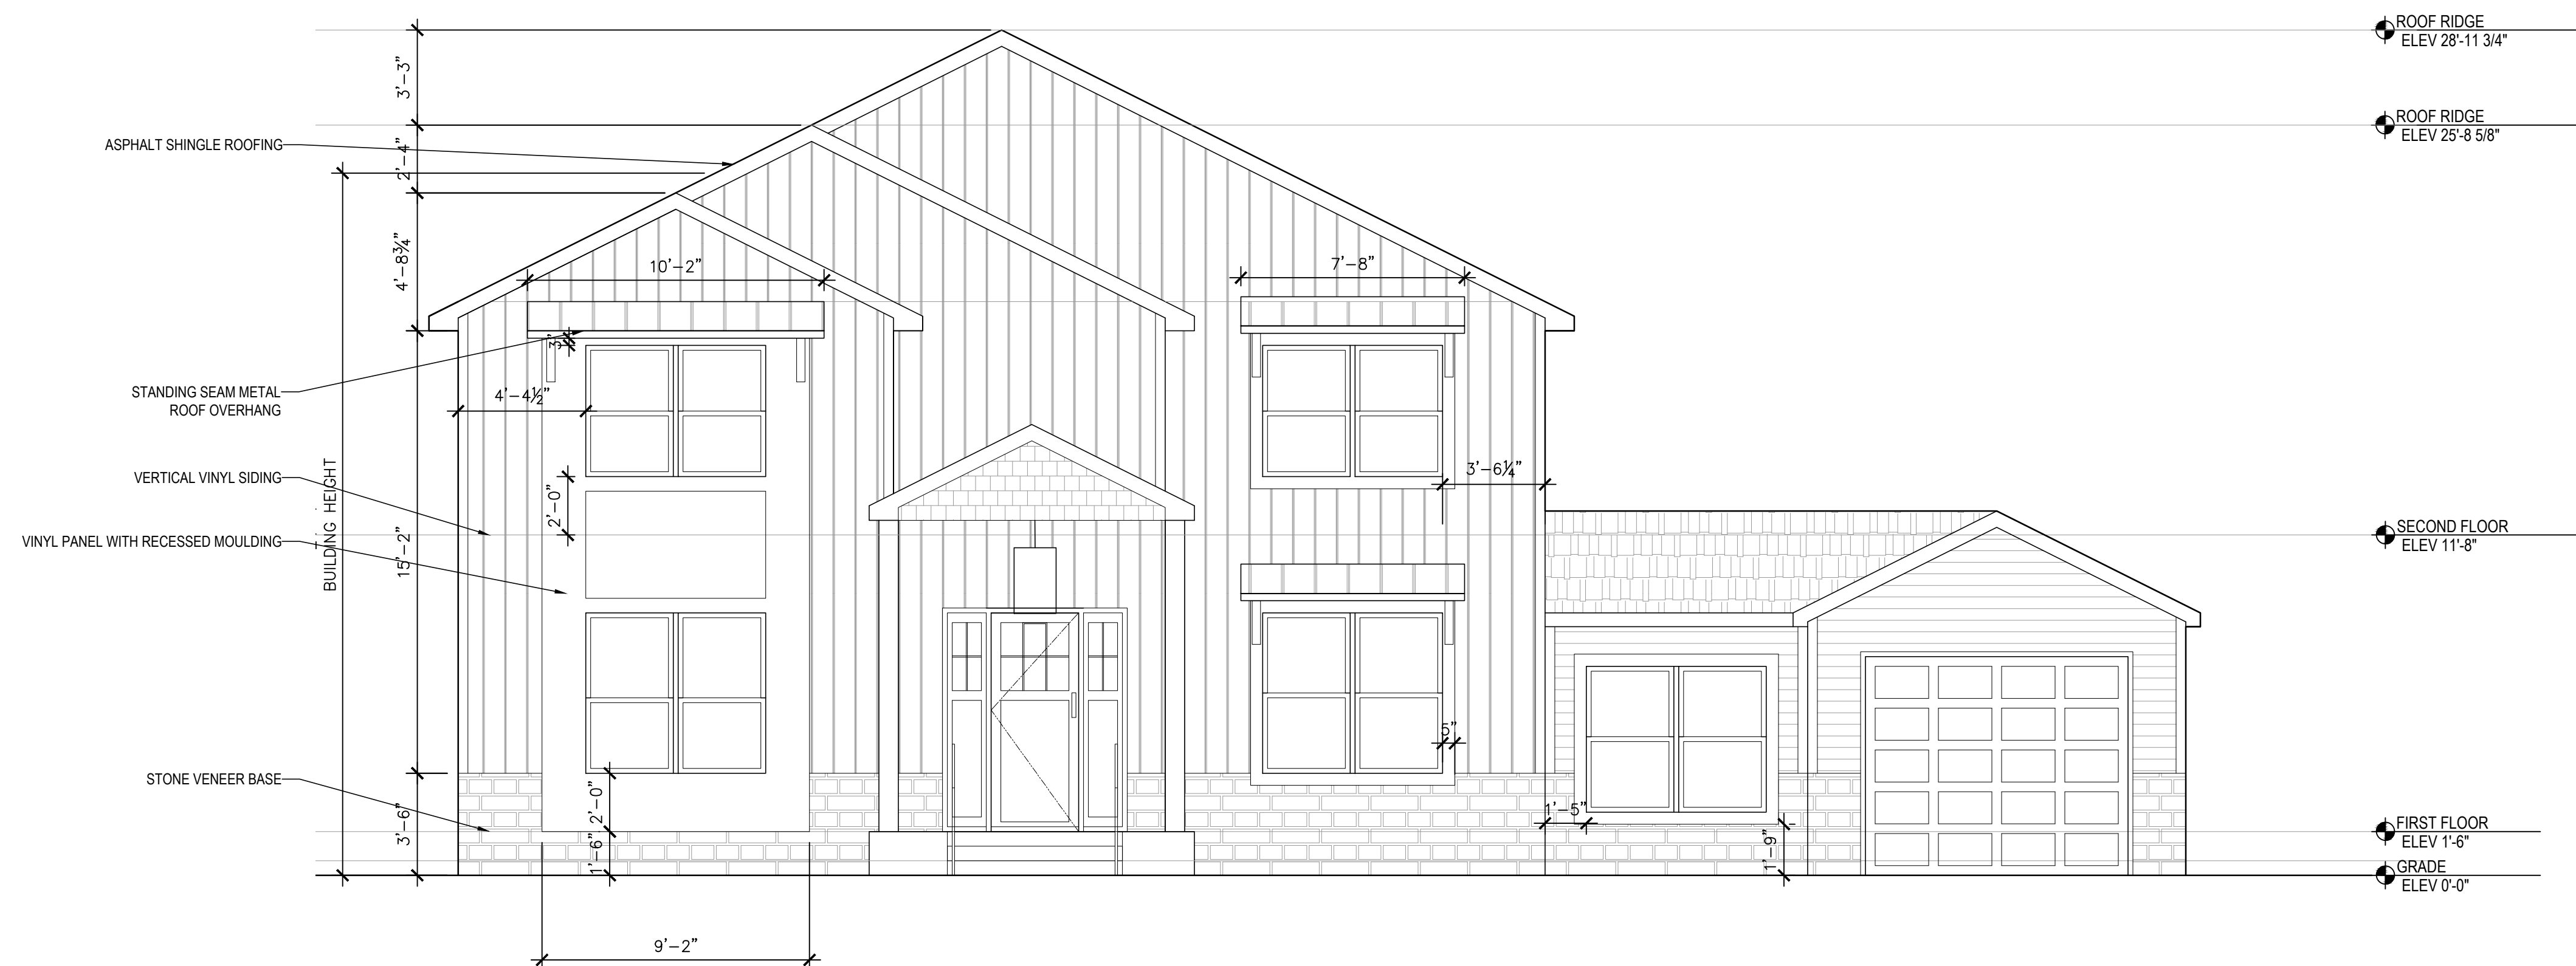 ROOF RIDGE
ELEV 28'-11 3/4"
3'-3"
ROOF RIDGE
ELEV 25'-8 5/8"
ASPHALT SHINGLE ROOFING
2'-4"
4'-8¾"
10'-2"
7'-8"
3"
STANDING SEAM METAL
ROOF OVERHANG
4'-4½"
3'-6¼"
VERTICAL VINYL SIDING
BUILDING HEIGHT
2'-0"
15'-2"
SECOND FLOOR
ELEV 11'-8"
VINYL PANEL WITH RECESSED MOULDING
5"
STONE VENEER BASE
3'-6"
2'-0"
1'-6"
1'-5"
1'-9"
FIRST FLOOR
ELEV 1'-6"
GRADE
ELEV 0'-0"
9'-2"